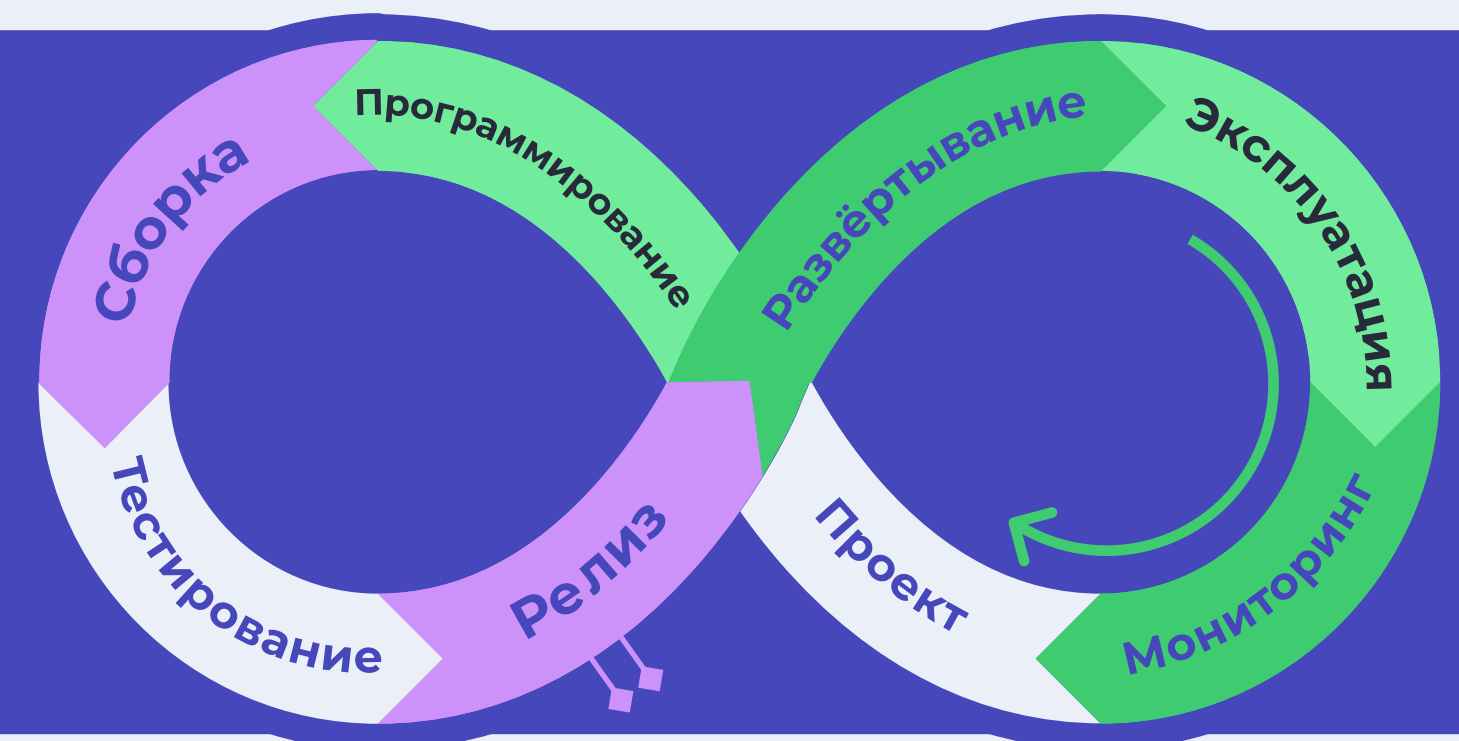 Программирование
Развёртывание
Эксплуатация
Сборка
Тестирование
Релиз
Проект
Мониторинг